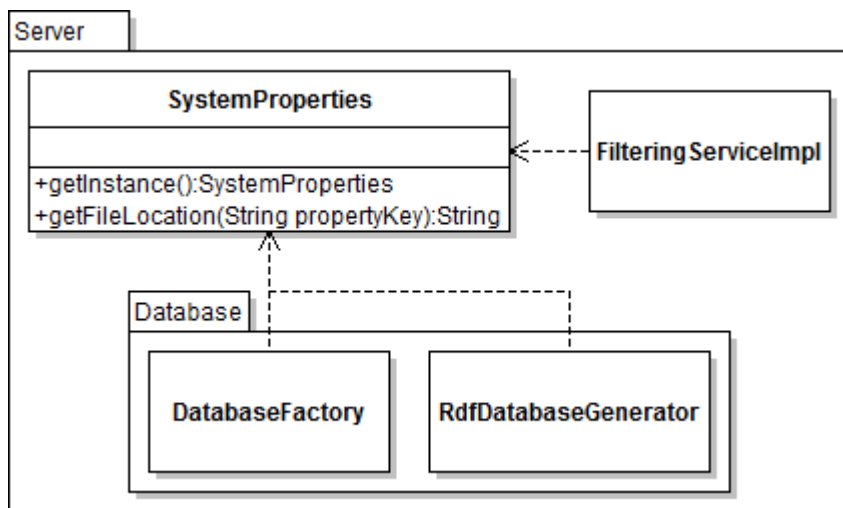 Server
SystemProperties
FilteringServiceImpl
+getInstance():SystemProperties
+getFileLocation(String propertyKey):String
Database
DatabaseFactory
RdfDatabaseGenerator